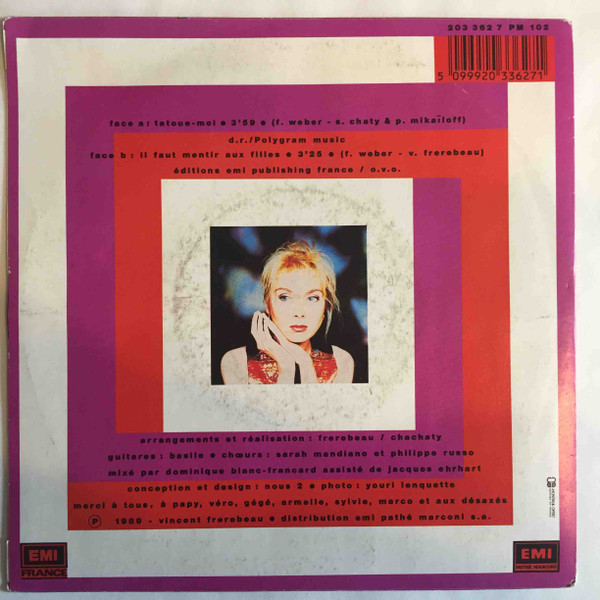 203 362 7 PM 102
5 099920 336271
face a : tatoue-moi • 3'59 • (f. weber - s. chaty & p. mikaïloff)
d.r./Polygram music
face b : il faut mentir aux filles • 3'25 • (f. weber - v. frerebeau)
éditions emi publishing france / o.v.o.
arrangements et réalisation : frerebeau / chachaty
guitares : basile • chœurs : sarah mendiano et philippe russo
mixé par dominique blanc-francard assisté de jacques ehrhart
conception et design : nous 2 • photo : youri lenquette
merci à tous, à papy, véro, gégé, armelle, sylvie, marco et aux désaxés
℗ 1989 - vincent frerebeau • distribution emi pathé marconi s.a.
EMI
FRANCE
EMI
PATHE MARCONI